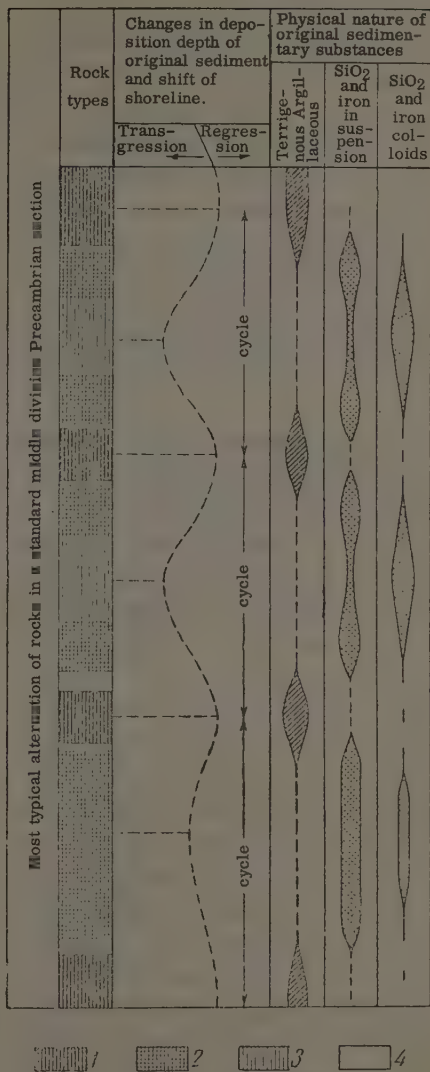 Most typical alternation of rocks in a standard middle division Precambrian section
Rock
types
Changes in depo-
sition depth of
original sediment
and shift of
shoreline.
Trans-
gression
Regres-
sion
Physical nature of
original sedimen-
tary substances
Terrige-
nous Argil-
laceous
SiO2
and
iron
in
sus-
pen-
sion
SiO2
and
iron
col-
loids
cycle
cycle
cycle
1 2 3 4